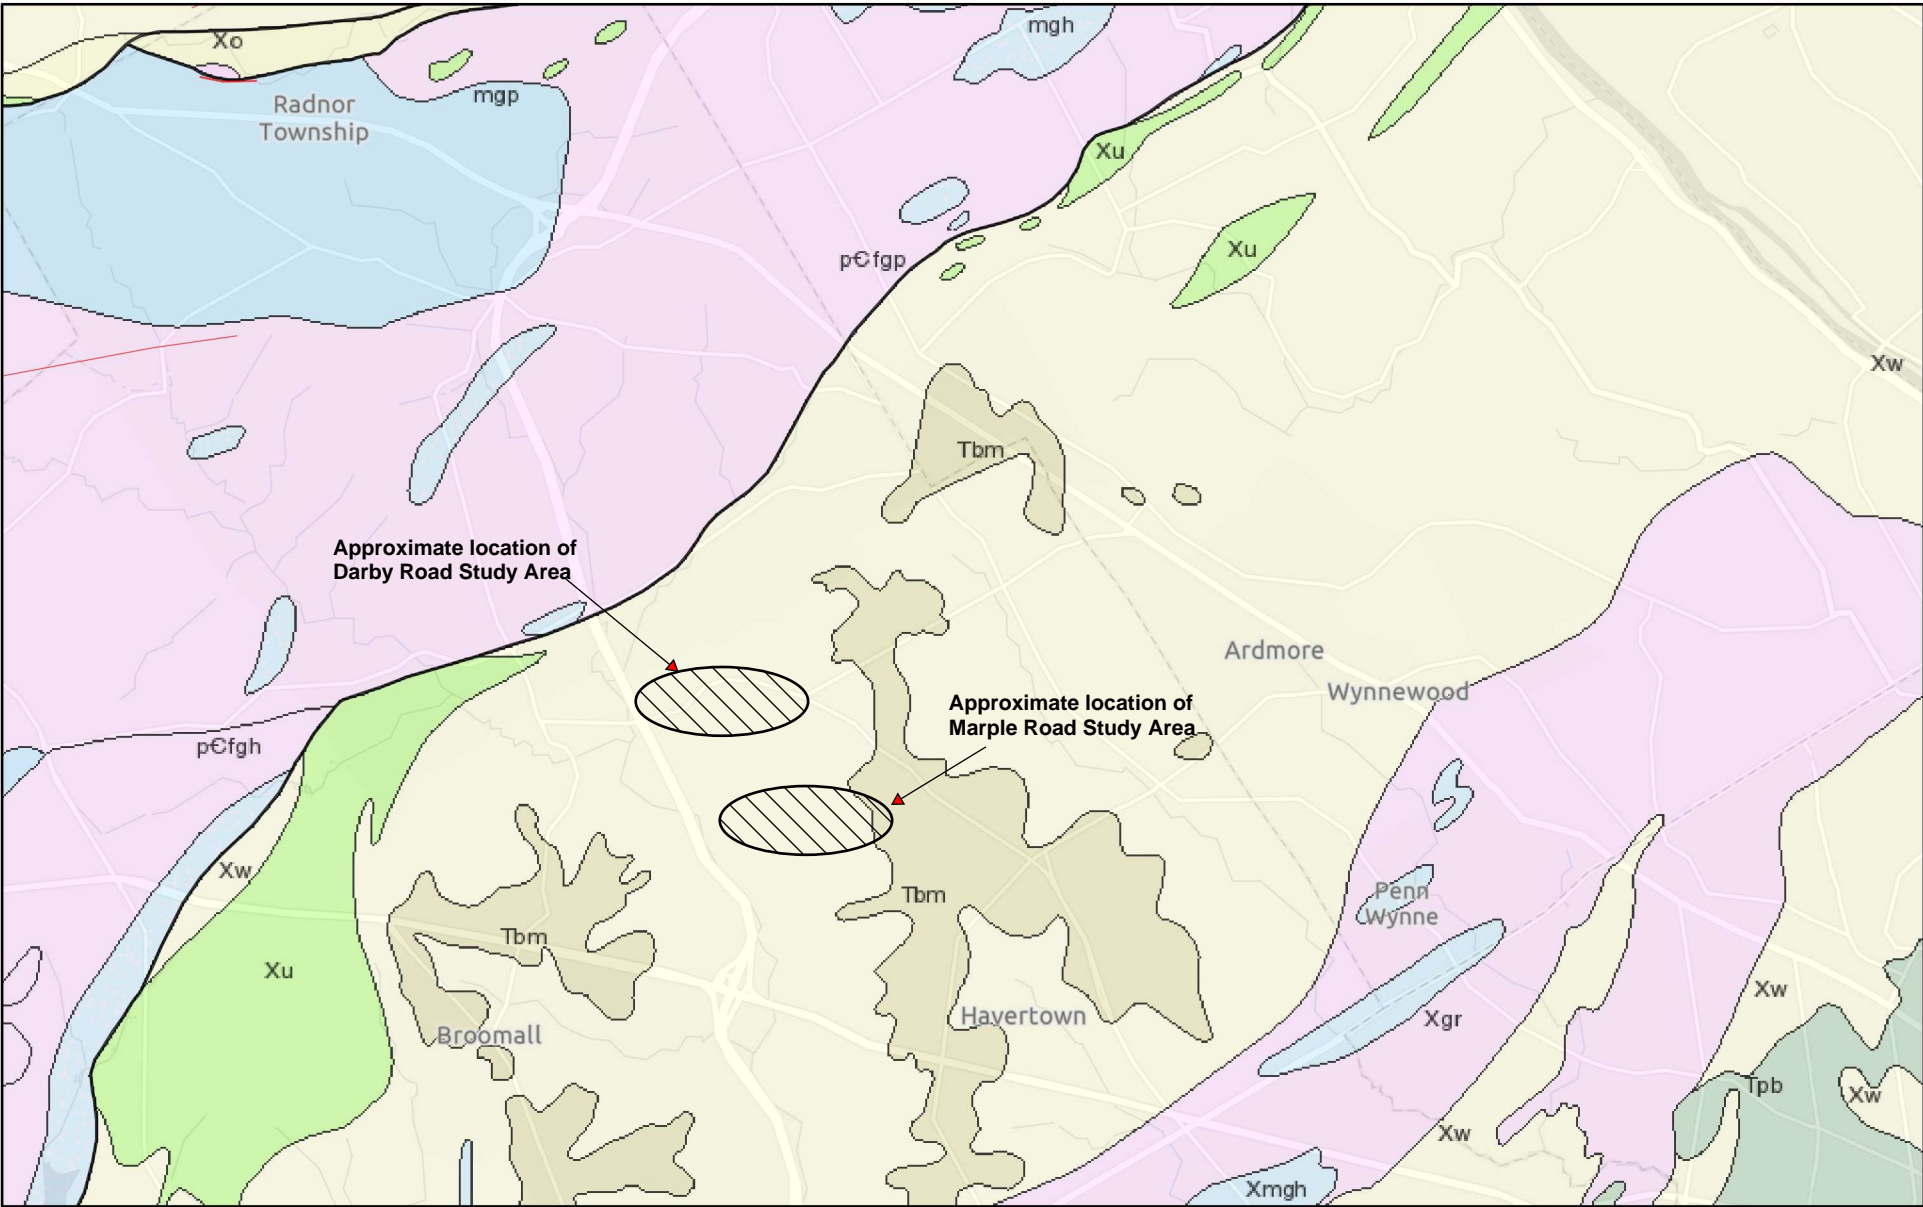 Xo
mgh
Radnor
Township
mgp
Xu
Xu
p€fgp
Xw
Tbm
Approximate location of
Darby Road Study Area
Ardmore
Wynnewood
Approximate location of
Marple Road Study Area
p€fgh
Xw
Tbm
Penn
Wynne
Tbm
Xu
Xw
Havertown
Xgr
Broomall
Tpb
Xw
Xw
Xmgh